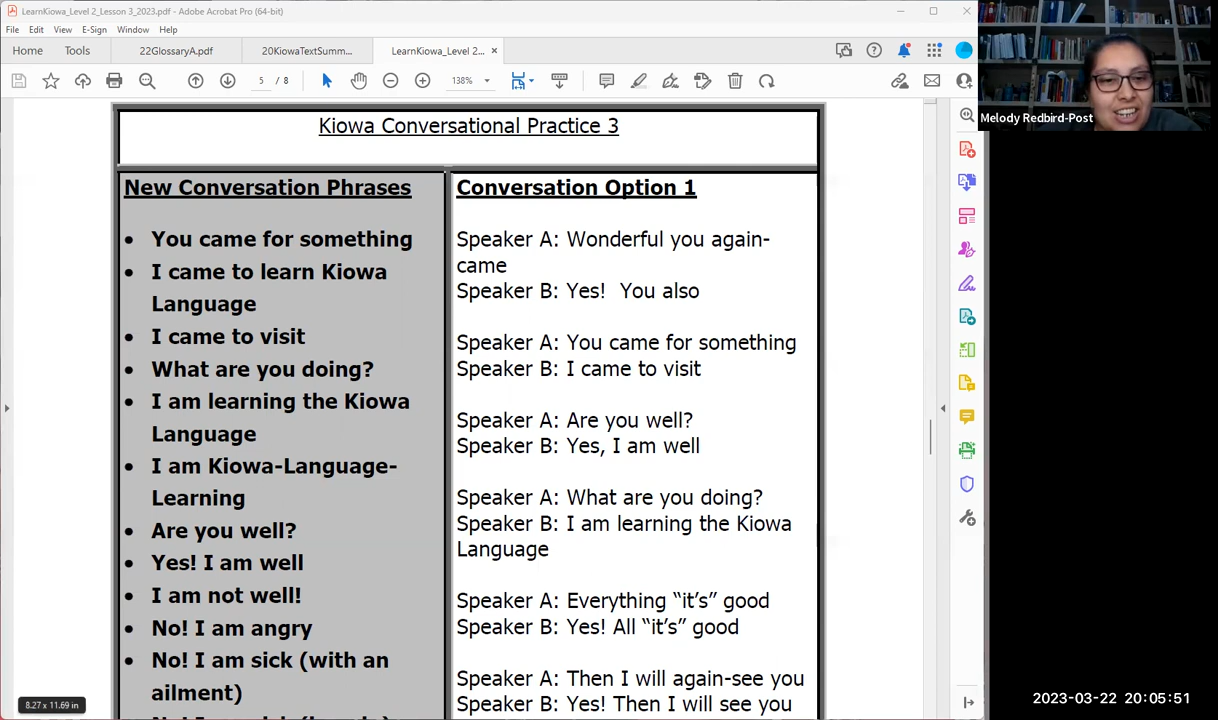 LearnKiowa_Level 2_Lesson 3_2023.pdf - Adobe Acrobat Pro (64-bit)
File Edit View E-Sign Window Help
Home Tools 22GlossaryA.pdf 20KiowaTextSumm... LearnKiowa_Level 2... ×
5 / 8 138%
Melody Redbird-Post
Kiowa Conversational Practice 3
New Conversation Phrases
• You came for something
• I came to learn Kiowa
Language
• I came to visit
• What are you doing?
• I am learning the Kiowa
Language
• I am Kiowa-Language-
Learning
• Are you well?
• Yes! I am well
• I am not well!
• No! I am angry
• No! I am sick (with an
ailment)
Conversation Option 1
Speaker A: Wonderful you again-
came
Speaker B: Yes!  You also
Speaker A: You came for something
Speaker B: I came to visit
Speaker A: Are you well?
Speaker B: Yes, I am well
Speaker A: What are you doing?
Speaker B: I am learning the Kiowa
Language
Speaker A: Everything “it’s” good
Speaker B: Yes! All “it’s” good
Speaker A: Then I will again-see you
Speaker B: Yes! Then I will see you
8.27 x 11.69 in
2023-03-22 20:05:51